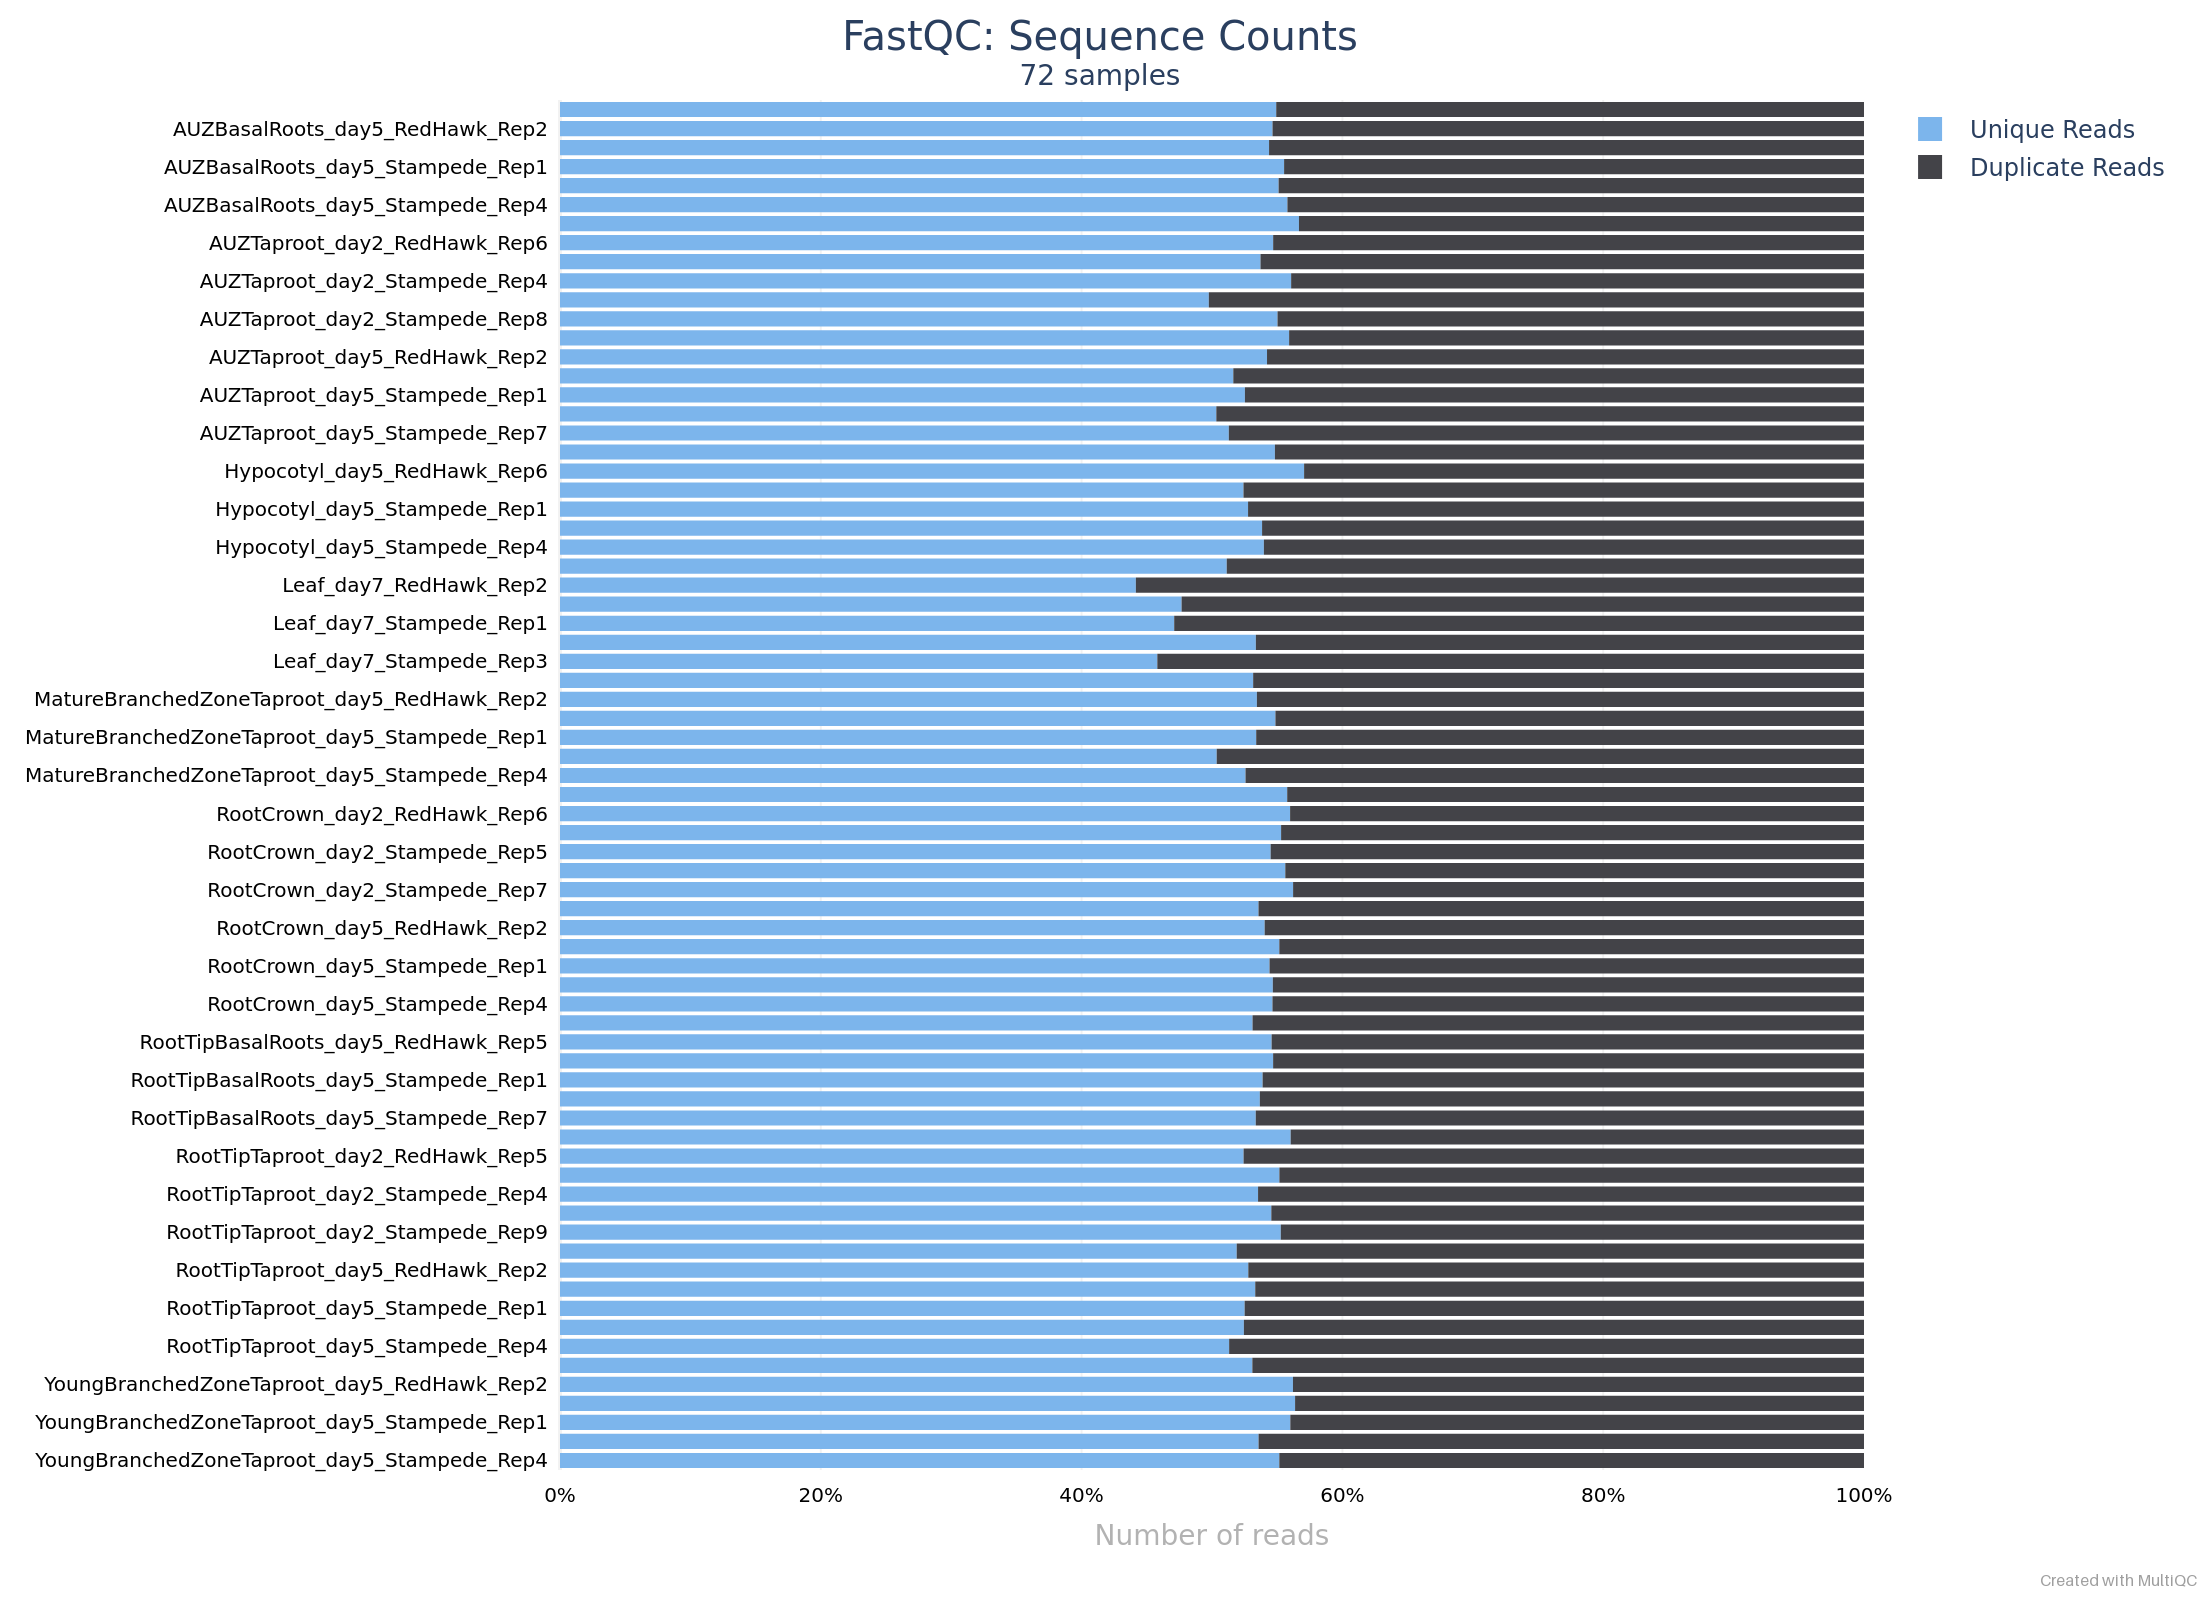 FastQC: Sequence Counts
72 samples
AUZBasalRoots_day5_RedHawk_Rep2
AUZBasalRoots_day5_Stampede_Rep1
AUZBasalRoots_day5_Stampede_Rep4
AUZTaproot_day2_RedHawk_Rep6
AUZTaproot_day2_Stampede_Rep4
AUZTaproot_day2_Stampede_Rep8
AUZTaproot_day5_RedHawk_Rep2
AUZTaproot_day5_Stampede_Rep1
AUZTaproot_day5_Stampede_Rep7
Hypocotyl_day5_RedHawk_Rep6
Hypocotyl_day5_Stampede_Rep1
Hypocotyl_day5_Stampede_Rep4
Leaf_day7_RedHawk_Rep2
Leaf_day7_Stampede_Rep1
Leaf_day7_Stampede_Rep3
MatureBranchedZoneTaproot_day5_RedHawk_Rep2
MatureBranchedZoneTaproot_day5_Stampede_Rep1
MatureBranchedZoneTaproot_day5_Stampede_Rep4
RootCrown_day2_RedHawk_Rep6
RootCrown_day2_Stampede_Rep5
RootCrown_day2_Stampede_Rep7
RootCrown_day5_RedHawk_Rep2
RootCrown_day5_Stampede_Rep1
RootCrown_day5_Stampede_Rep4
RootTipBasalRoots_day5_RedHawk_Rep5
RootTipBasalRoots_day5_Stampede_Rep1
RootTipBasalRoots_day5_Stampede_Rep7
RootTipTaproot_day2_RedHawk_Rep5
RootTipTaproot_day2_Stampede_Rep4
RootTipTaproot_day2_Stampede_Rep9
RootTipTaproot_day5_RedHawk_Rep2
RootTipTaproot_day5_Stampede_Rep1
RootTipTaproot_day5_Stampede_Rep4
YoungBranchedZoneTaproot_day5_RedHawk_Rep2
YoungBranchedZoneTaproot_day5_Stampede_Rep1
YoungBranchedZoneTaproot_day5_Stampede_Rep4
0% 20% 40% 60% 80% 100%
Number of reads
Unique Reads
Duplicate Reads
Created with MultiQC